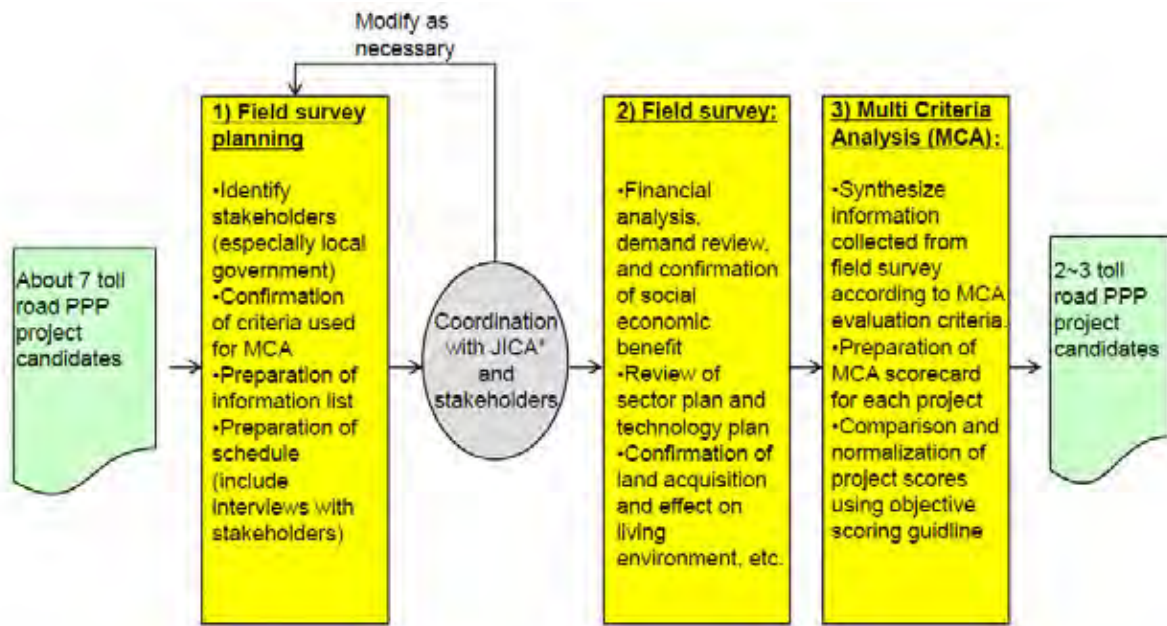 Modify as
necessary
About 7 toll
road PPP
project
candidates
1) Field survey
planning
•Identify
stakeholders
(especially local
government)
•Confirmation
of criteria used
for MCA
•Preparation of
information list
•Preparation of
schedule
(include
interviews with
stakeholders)
Coordination
with JICA*
and
stakeholders
2) Field survey:
•Financial
analysis,
demand review,
and confirmation
of social
economic
benefit
•Review of
sector plan and
technology plan
•Confirmation of
land acquisition
and effect on
living
environment, etc.
3) Multi Criteria
Analysis (MCA):
•Synthesize
information
collected from
field survey
according to MCA
evaluation criteria.
•Preparation of
MCA scorecard
for each project
•Comparison and
normalization of
project scores
using objective
scoring guidline
2~3 toll
road PPP
project
candidates